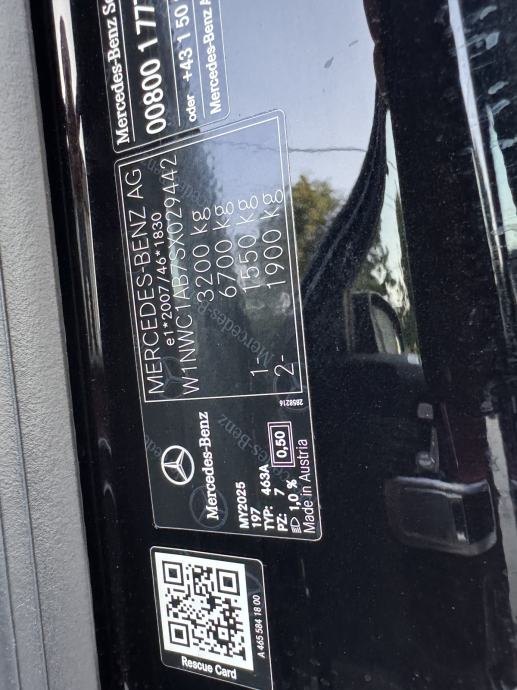 Mercedes-Benz
00800 1 777
oder +43 1 50
Mercedes-Benz
MERCEDES-BENZ AG
e1*2007/46*1830
W1NWC1AB7SX029442
3200 kg
6700 kg
1- 1550 kg
2- 1900 kg
2858216
Mercedes-Benz
MY2025
197
TYP: 463A
PZ: 7 0,50
1,0 %
Made in Austria
Rescue Card
A 465 584 18 00